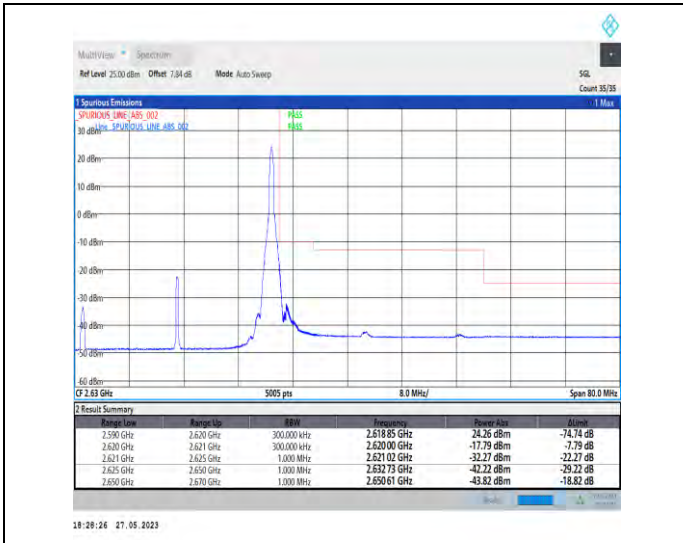 MultiView Spectrum
Ref Level 25.00 dBm Offset 7.84 dB Mode Auto Sweep SGL
Count 35/35
1 Spurious Emissions 1 Max
_SPURIOUS_LINE_ABS_002 PASS
Line _SPURIOUS_LINE_ABS_002 PASS
30 dBm
20 dBm
10 dBm
0 dBm
-10 dBm
-20 dBm
-30 dBm
-40 dBm
-50 dBm
-60 dBm
CF 2.63 GHz 5005 pts 8.0 MHz/ Span 80.0 MHz
2 Result Summary
Range Low Range Up RBW Frequency Power Abs ΔLimit
2.590 GHz 2.620 GHz 300.000 kHz 2.618 85 GHz 24.26 dBm -74.74 dB
2.620 GHz 2.621 GHz 300.000 kHz 2.620 00 GHz -17.79 dBm -7.79 dB
2.621 GHz 2.625 GHz 1.000 MHz 2.621 02 GHz -32.27 dBm -22.27 dB
2.625 GHz 2.650 GHz 1.000 MHz 2.632 73 GHz -42.22 dBm -29.22 dB
2.650 GHz 2.670 GHz 1.000 MHz 2.650 61 GHz -43.82 dBm -18.82 dB
18:28:26 27.05.2023